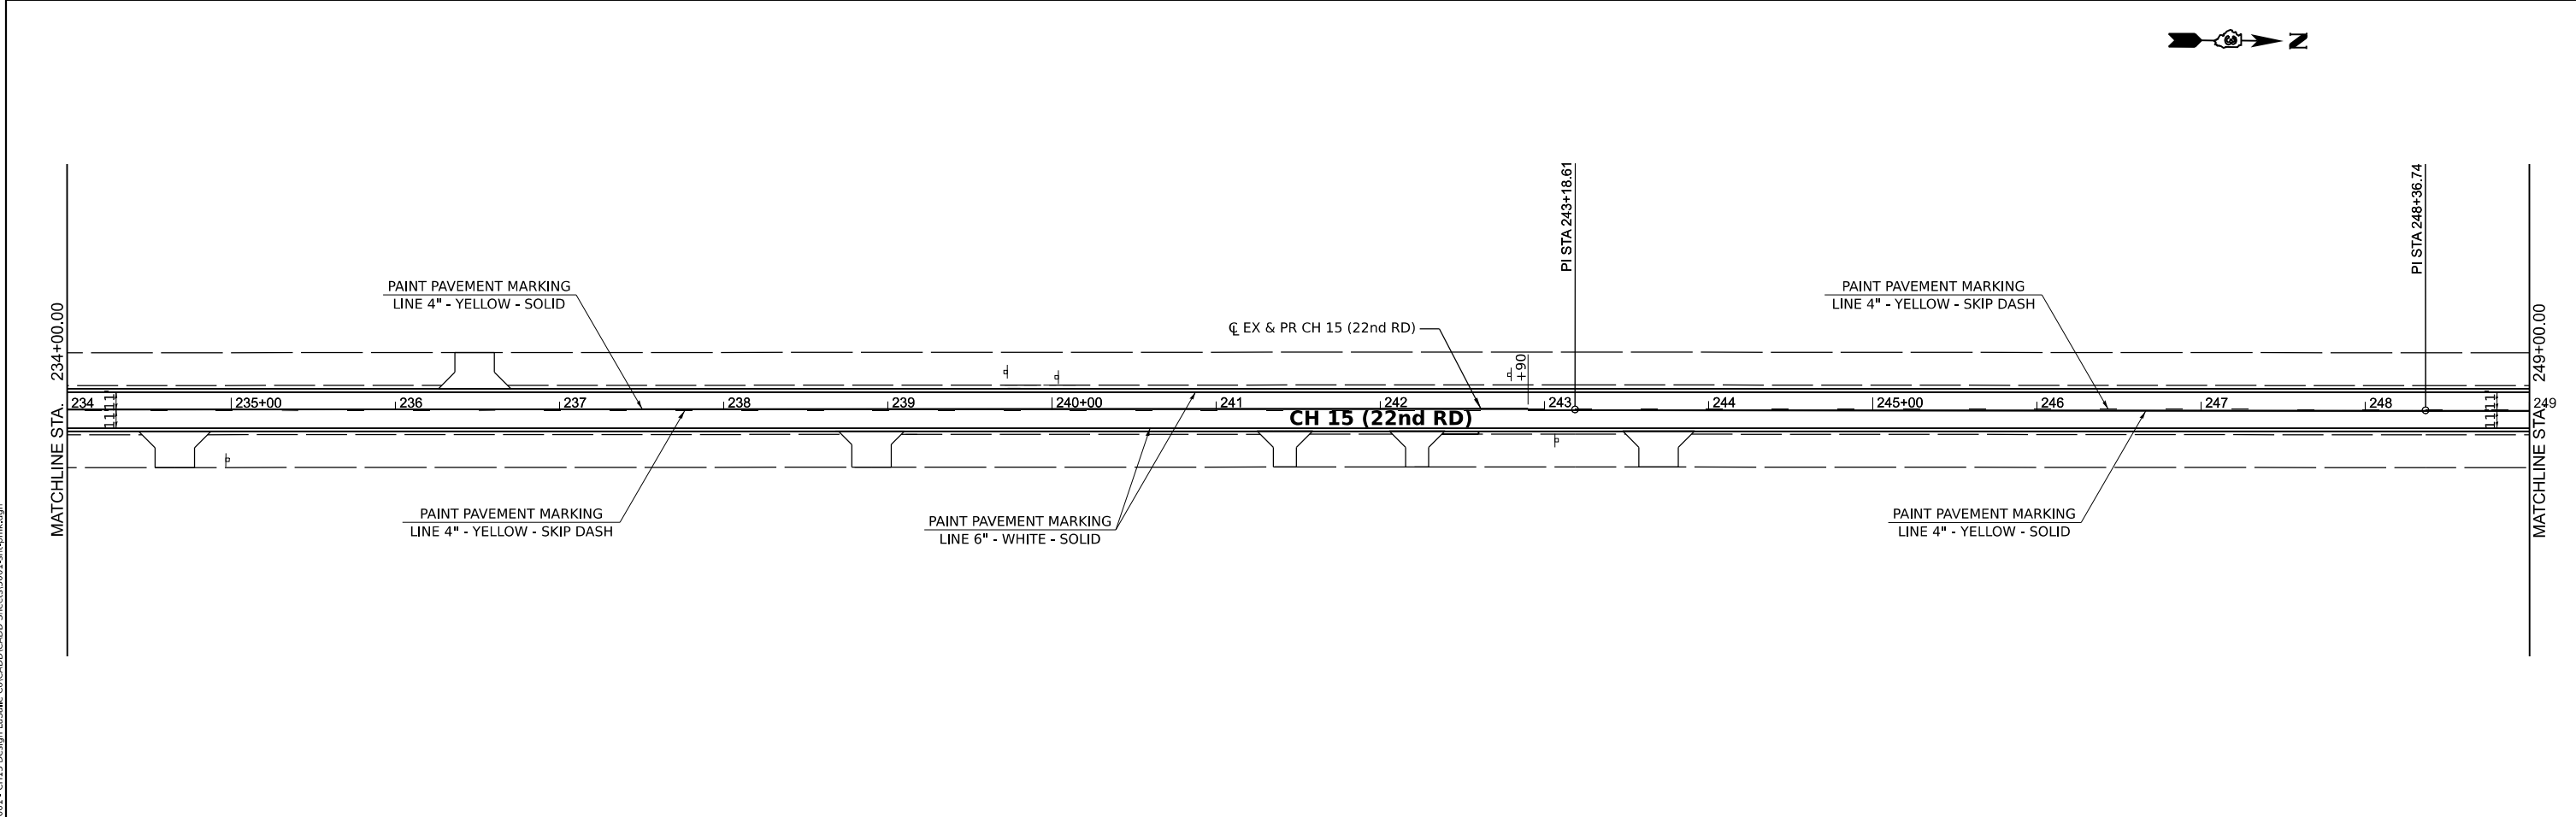 N
PI STA 243+18.61
PI STA 248+36.74
PAINT PAVEMENT MARKING
LINE 4" - YELLOW - SOLID
PAINT PAVEMENT MARKING
LINE 4" - YELLOW - SKIP DASH
℄ EX & PR CH 15 (22nd RD)
+90
MATCHLINE STA. 234+00.00
MATCHLINE STA. 249+00.00
11' 11'
11' 11'
234 235+00 236 237 238 239 240+00 241 242 243 244 245+00 246 247 248 249
CH 15 (22nd RD)
PAINT PAVEMENT MARKING
LINE 4" - YELLOW - SKIP DASH
PAINT PAVEMENT MARKING
LINE 6" - WHITE - SOLID
PAINT PAVEMENT MARKING
LINE 4" - YELLOW - SOLID